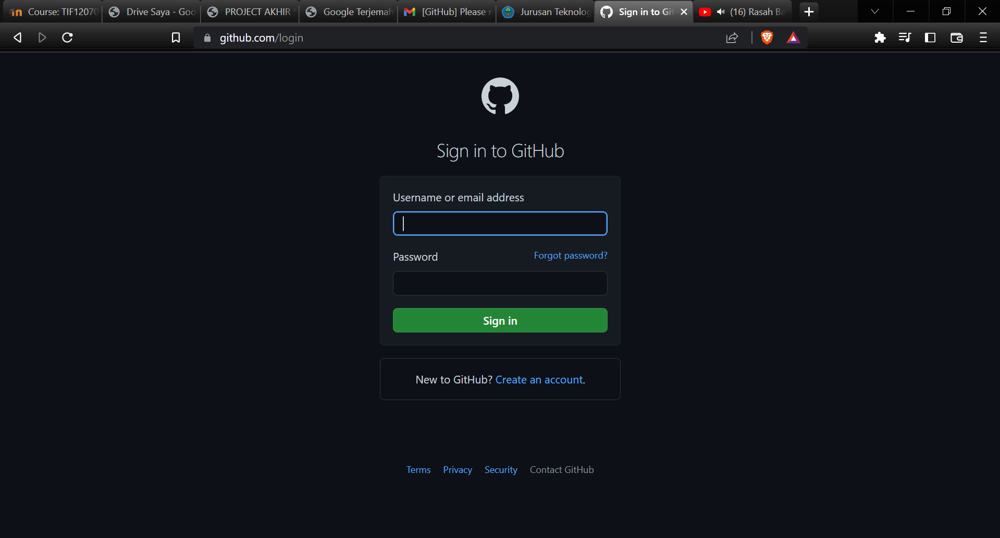 Course: TIF12070
Drive Saya - Goo
PROJECT AKHIR
Google Terjemah
[GitHub] Please
Jurusan Teknolog
Sign in to Git
(16) Rasah Ba
github.com/login
Sign in to GitHub
Username or email address
Password
Forgot password?
Sign in
New to GitHub? Create an account.
Terms Privacy Security Contact GitHub